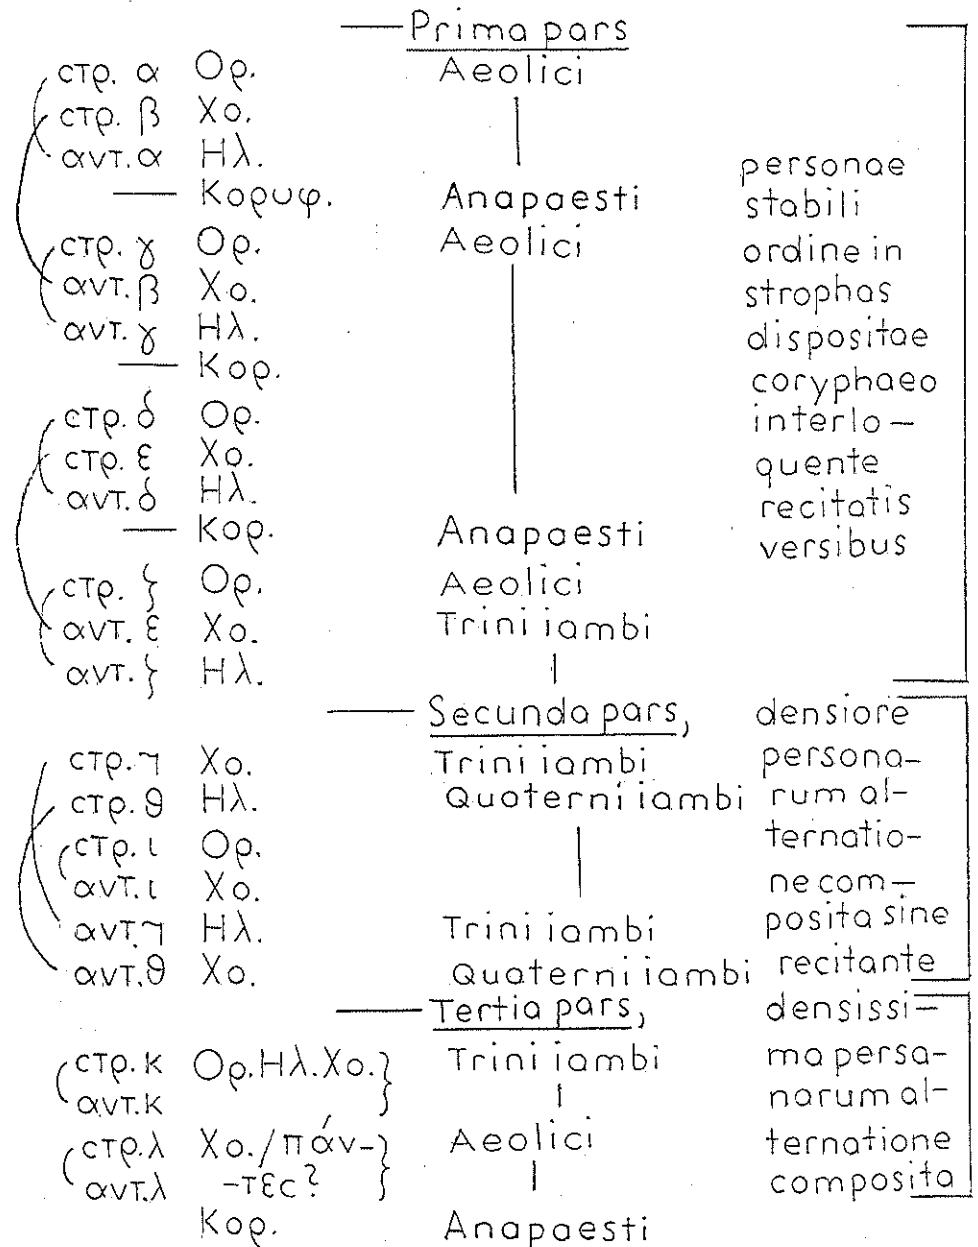 — Prima pars
ϲτρ. α Ορ. Aeolici
ϲτρ. β Χο.
αντ. α Ηλ. personae
— Κορυφ. Anapaesti stabili
ϲτρ. γ Ορ. Aeolici ordine in
αντ. β Χο. strophas
αντ. γ Ηλ. dispositae
— Κορ. coryphaeo
ϲτρ. δ Ορ. interlo-
ϲτρ. ε Χο. quente
αντ. δ Ηλ. recitatis
— Κορ. Anapaesti versibus
ϲτρ. ζ Ορ. Aeolici
αντ. ε Χο. Trini iambi
αντ. ζ Ηλ.
— Secunda pars, densiore
ϲτρ. η Χο. Trini iambi persona-
ϲτρ. θ Ηλ. Quaterni iambi rum al-
ϲτρ. ι Ορ. ternatio-
αντ. ι Χο. ne com-
αντ. η Ηλ. Trini iambi posita sine
αντ. θ Χο. Quaterni iambi recitante
— Tertia pars, densissi-
ϲτρ. κ Ορ. Ηλ. Χο. Trini iambi ma persa-
αντ. κ narum al-
ϲτρ. λ Χο./πάν- Aeolici ternatione
αντ. λ -τεϲ? composita
Κορ. Anapaesti